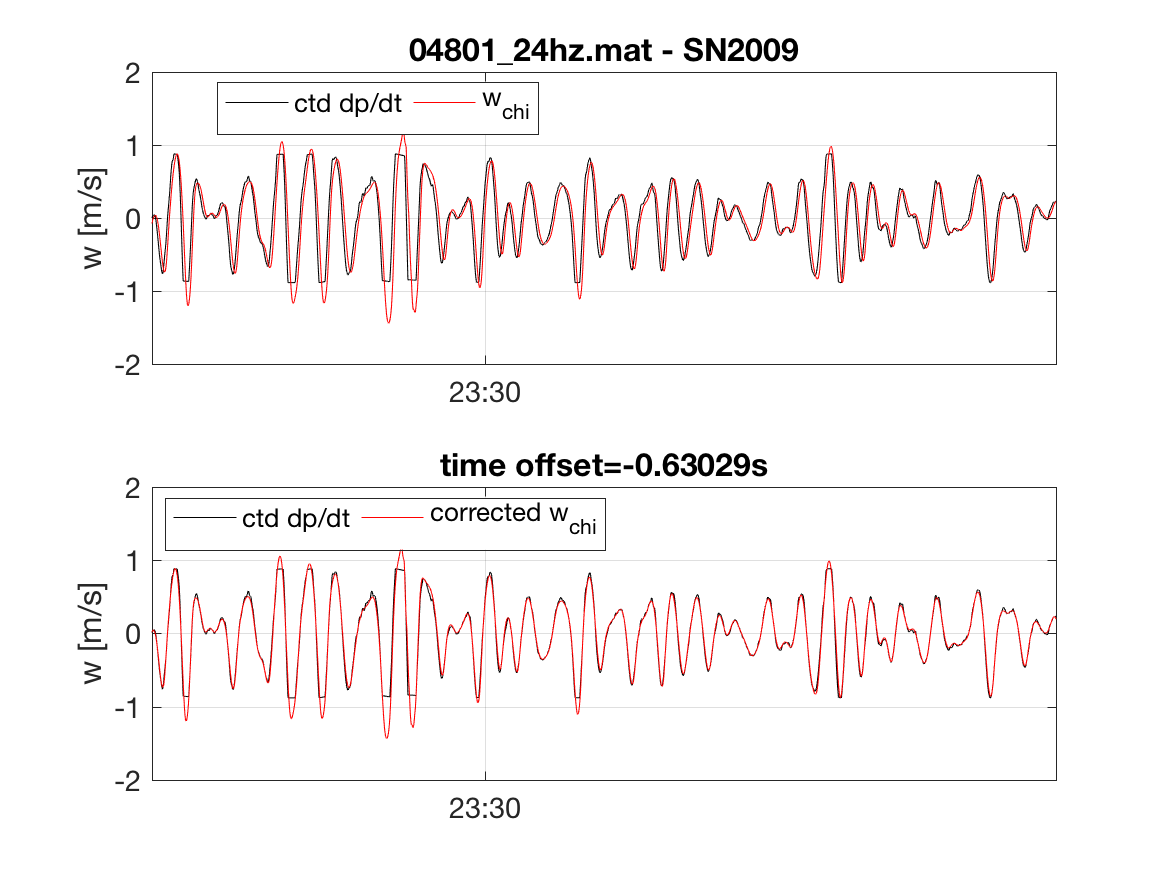 04801_24hz.mat - SN2009
2
1
0
-1
-2
w [m/s]
ctd dp/dt w_chi
23:30
time offset=-0.63029s
2
1
0
-1
-2
w [m/s]
ctd dp/dt corrected w_chi
23:30